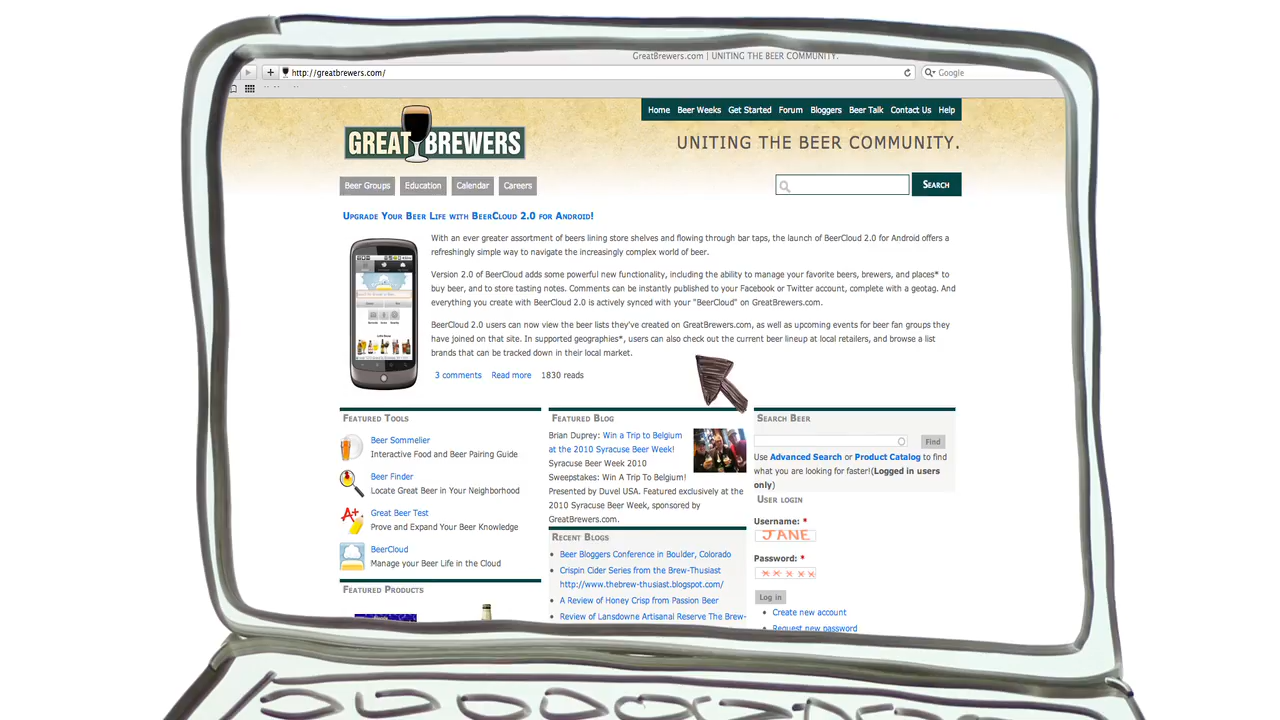 GreatBrewers.com | UNITING THE BEER COMMUNITY.
http://greatbrewers.com/
Google
Home Beer Weeks Get Started Forum Bloggers Beer Talk Contact Us Help
GREAT BREWERS
UNITING THE BEER COMMUNITY.
Beer Groups Education Calendar Careers
Search
Upgrade Your Beer Life with BeerCloud 2.0 for Android!
With an ever greater assortment of beers lining store shelves and flowing through bar taps, the launch of BeerCloud 2.0 for Android offers a
refreshingly simple way to navigate the increasingly complex world of beer.
Version 2.0 of BeerCloud adds some powerful new functionality, including the ability to manage your favorite beers, brewers, and places* to
buy beer, and to store tasting notes. Comments can be instantly published to your Facebook or Twitter account, complete with a geotag. And
everything you create with BeerCloud 2.0 is actively synced with your "BeerCloud" on GreatBrewers.com.
BeerCloud 2.0 users can now view the beer lists they've created on GreatBrewers.com, as well as upcoming events for beer fan groups they
have joined on that site. In supported geographies*, users can also check out the current beer lineup at local retailers, and browse a list
brands that can be tracked down in their local market.
3 comments Read more 1830 reads
Featured Tools
Beer Sommelier
Interactive Food and Beer Pairing Guide
Beer Finder
Locate Great Beer in Your Neighborhood
A+
Great Beer Test
Prove and Expand Your Beer Knowledge
BeerCloud
Manage your Beer Life in the Cloud
Featured Products
Featured Blog
Brian Duprey: Win a Trip to Belgium
at the 2010 Syracuse Beer Week!
Syracuse Beer Week 2010
Sweepstakes: Win A Trip To Belgium!
Presented by Duvel USA. Featured exclusively at the
2010 Syracuse Beer Week, sponsored by
GreatBrewers.com.
Recent Blogs
Beer Bloggers Conference in Boulder, Colorado
Crispin Cider Series from the Brew-Thusiast
http://www.thebrew-thusiast.blogspot.com/
A Review of Honey Crisp from Passion Beer
Review of Lansdowne Artisanal Reserve The Brew-
Search Beer
Find
Use Advanced Search or Product Catalog to find
what you are looking for faster!(Logged in users
only)
User login
Username: *
JANE
Password: *
*****
Log in
Create new account
Request new password